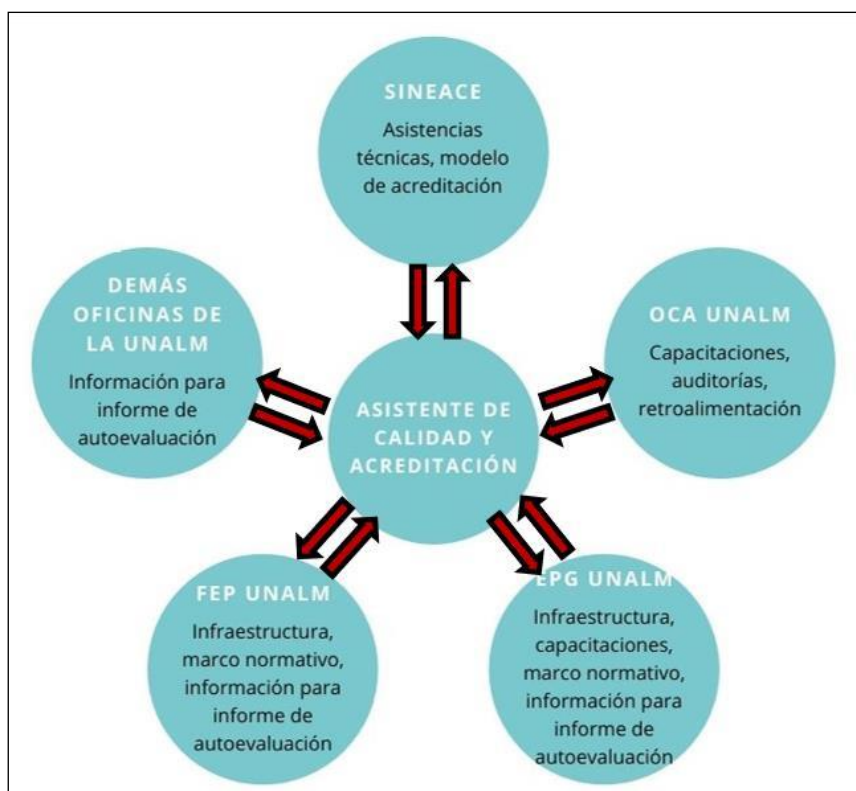 SINEACE
Asistencias
técnicas, modelo
de acreditación
DEMÁS
OFICINAS DE
LA UNALM
Información para
informe de
autoevaluación
OCA UNALM
Capacitaciones,
auditorías,
retroalimentación
ASISTENTE DE
CALIDAD Y
ACREDITACIÓN
FEP UNALM
Infraestructura,
marco normativo,
información para
informe de
autoevaluación
EPG UNALM
Infraestructura,
capacitaciones,
marco normativo,
información para
informe de
autoevaluación